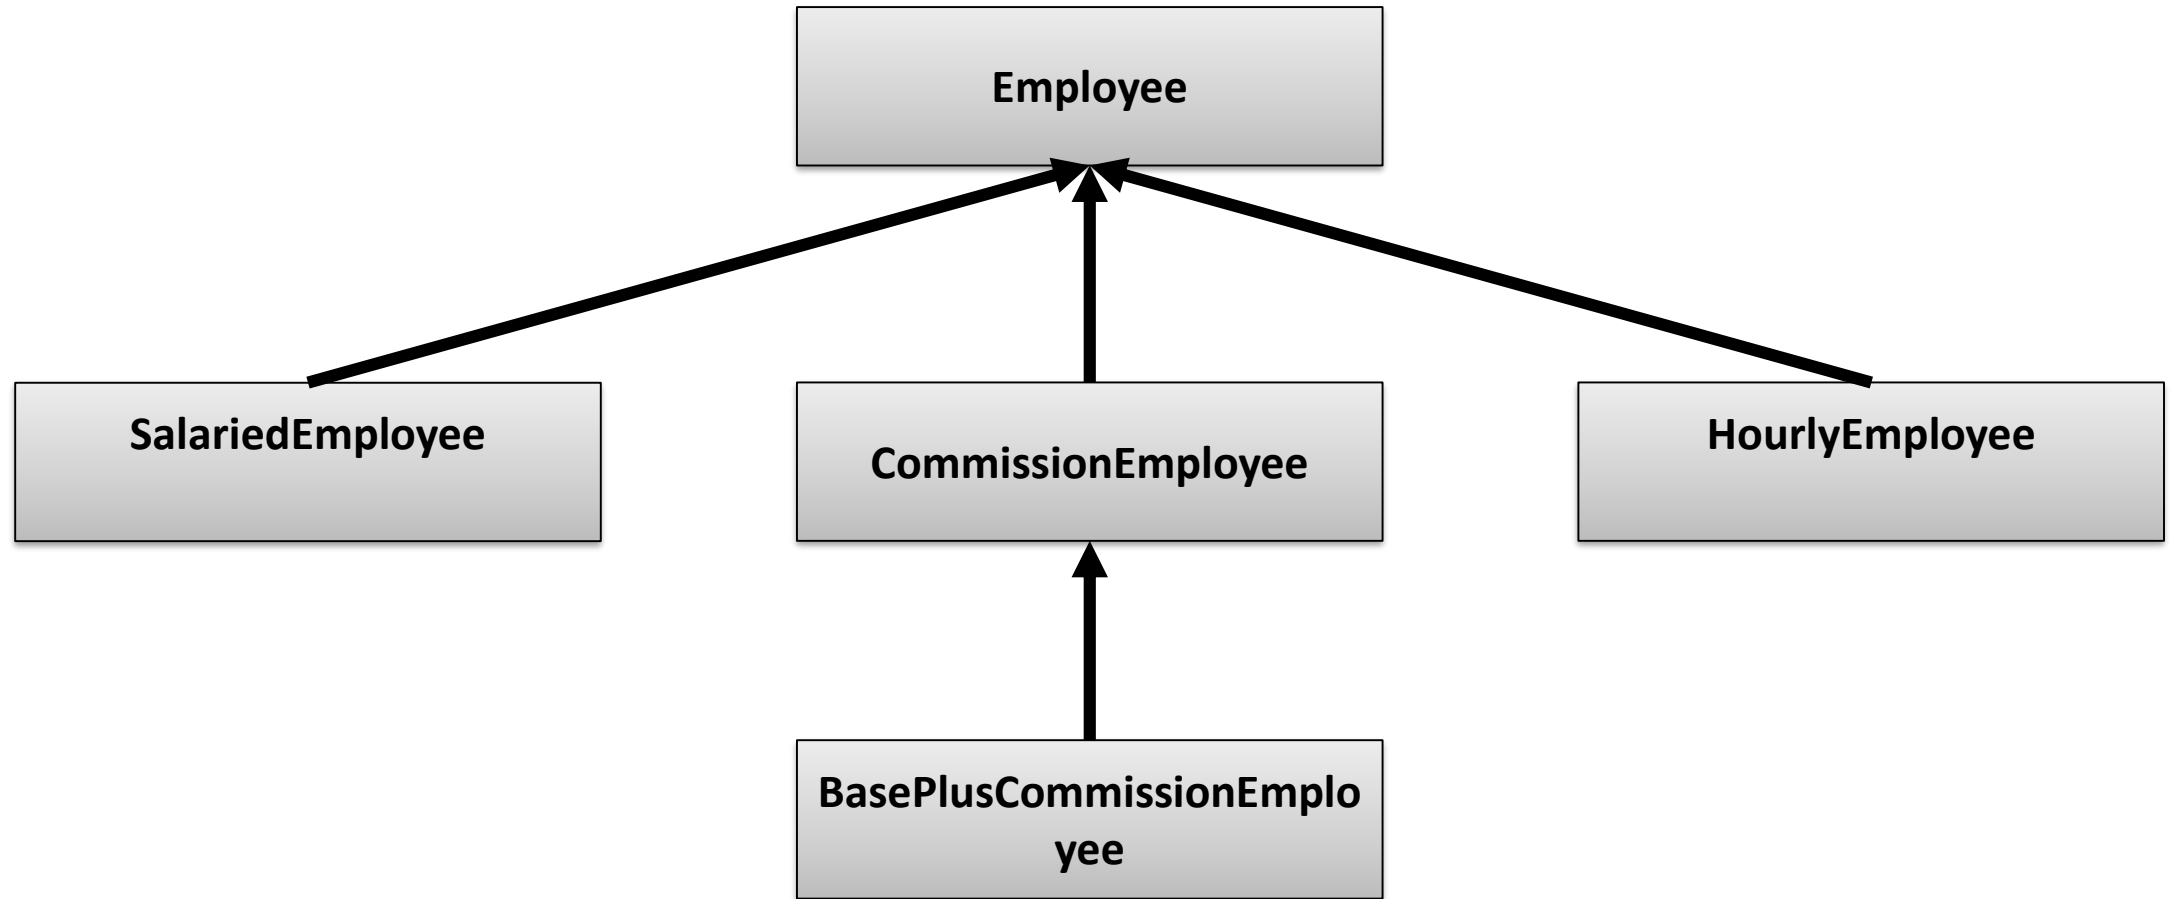 Employee
SalariedEmployee
CommissionEmployee
HourlyEmployee
BasePlusCommissionEmplo
yee